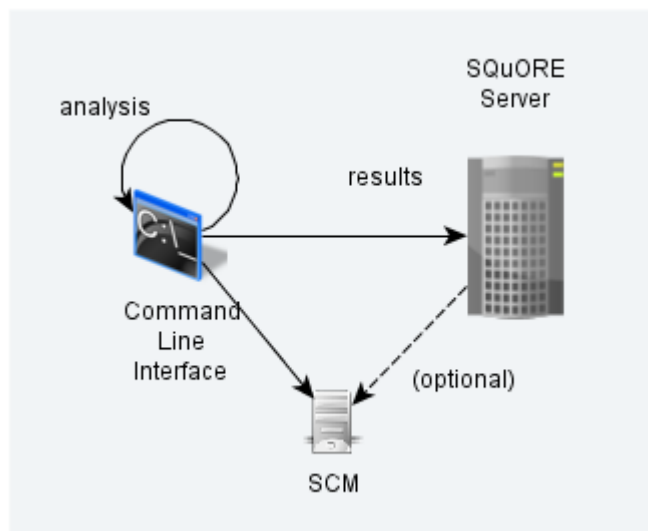 SQuORE
Server
analysis
results
C:\_
Command
Line
Interface
(optional)
SCM